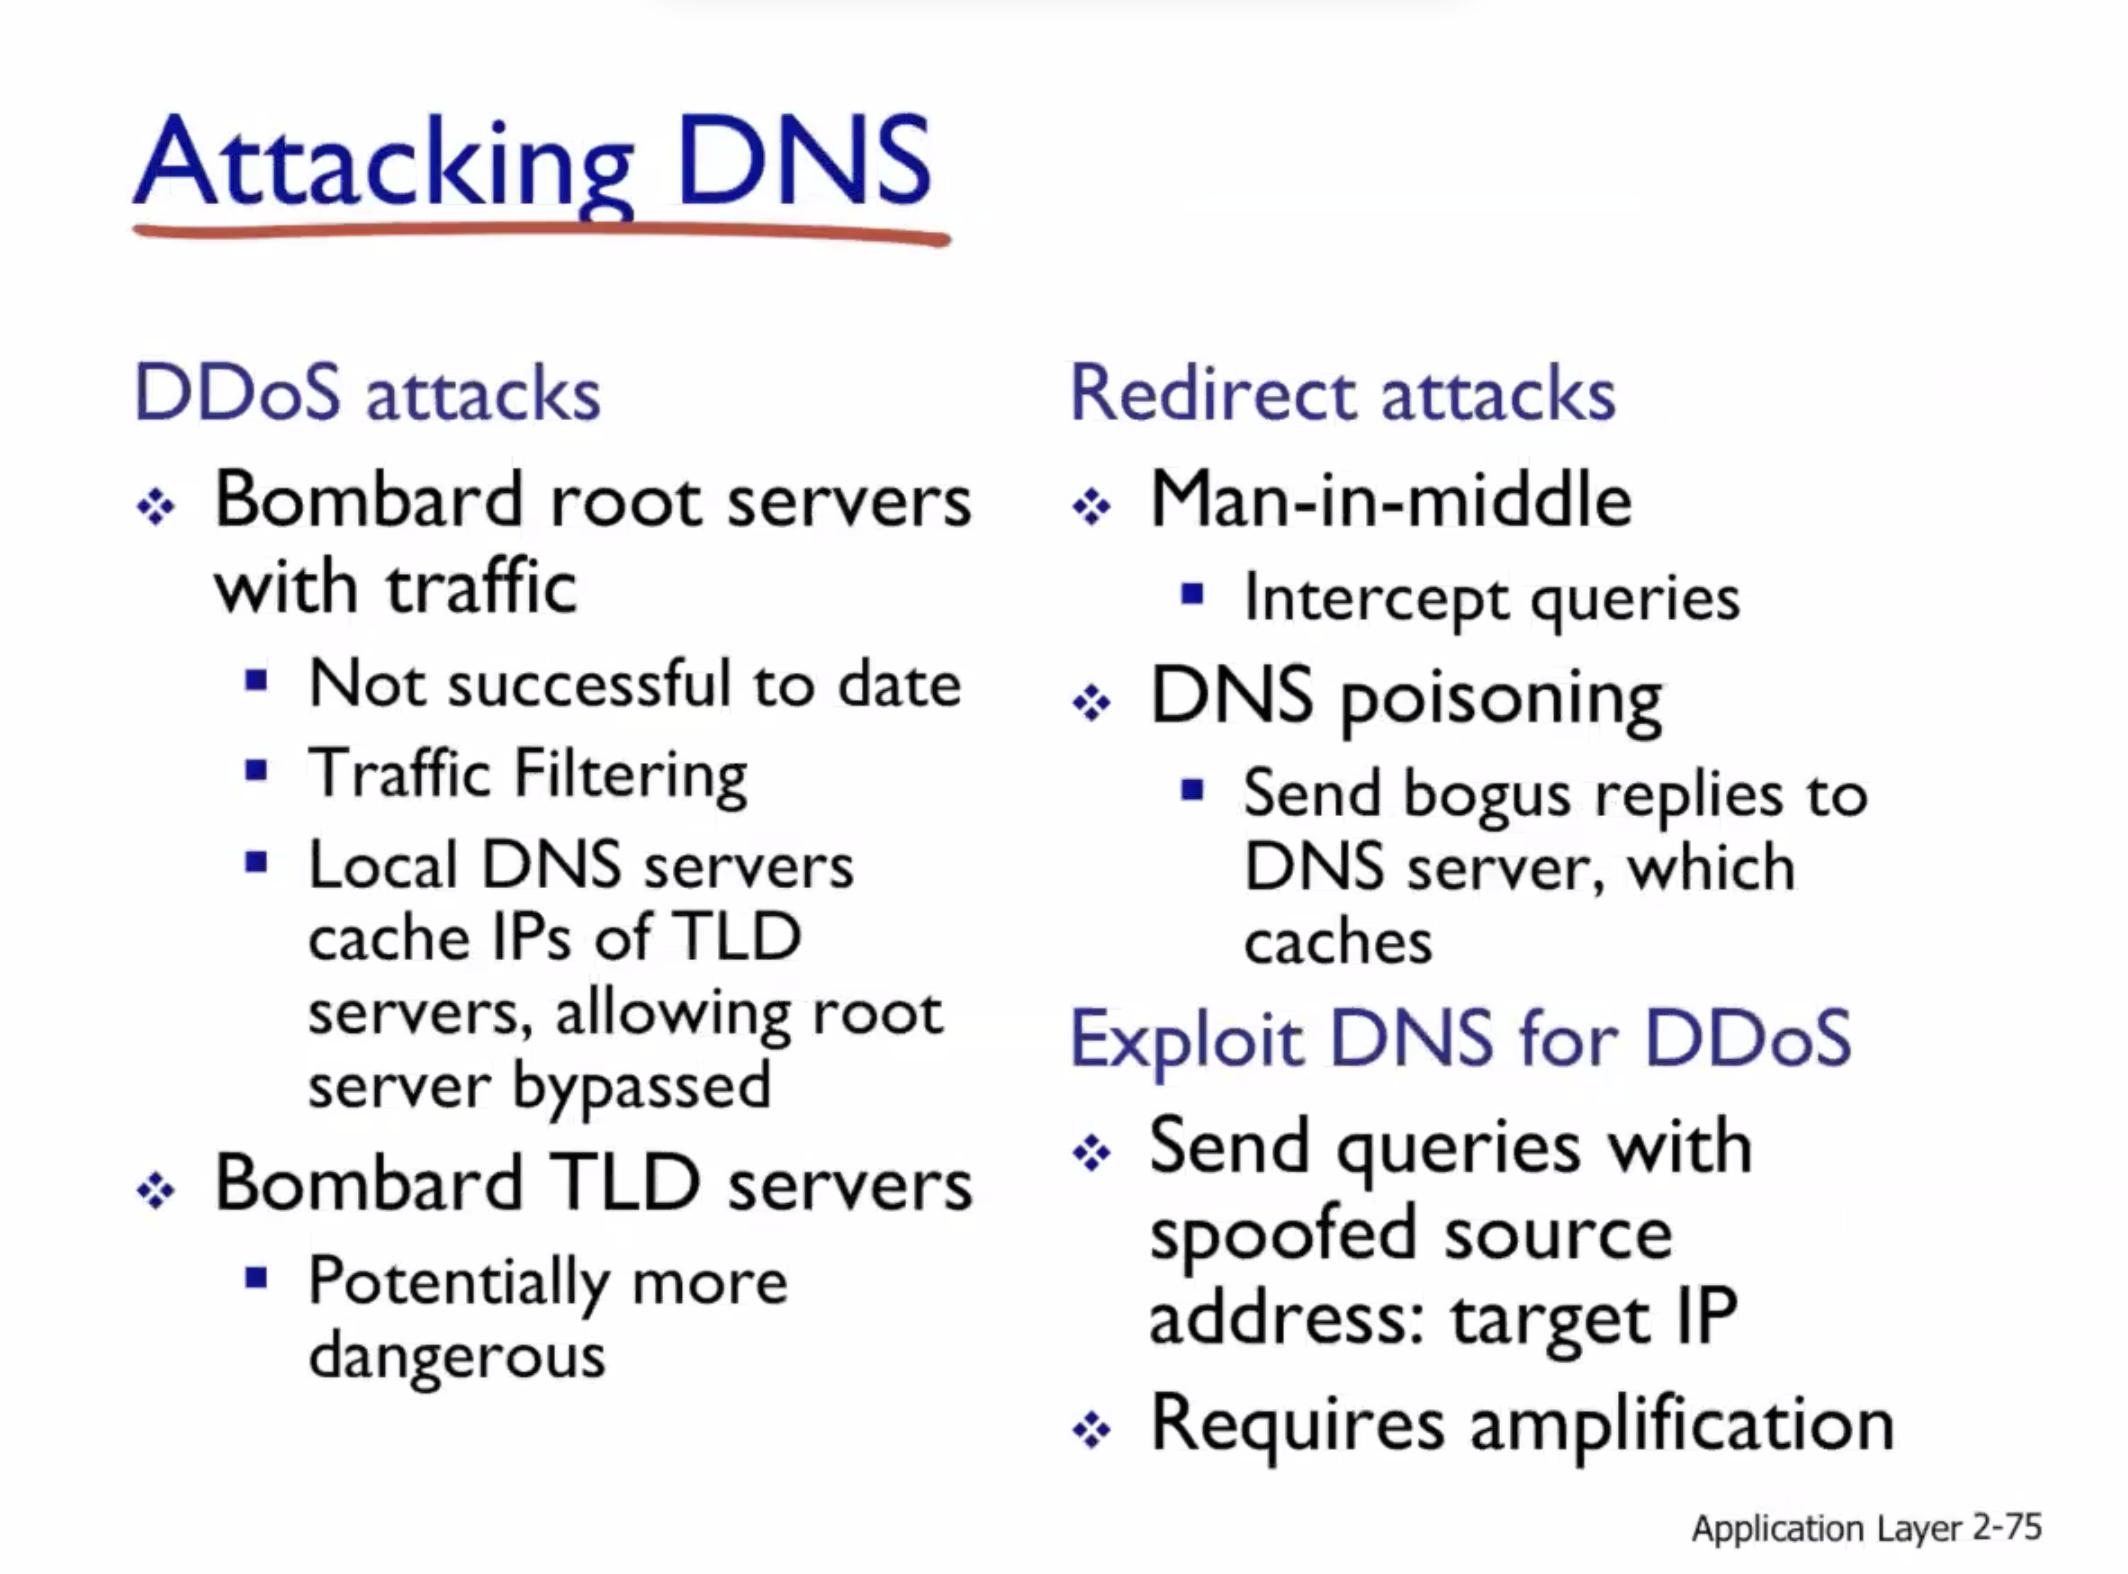 Attacking DNS
DDoS attacks
Bombard root servers
with traffic
Not successful to date
Traffic Filtering
Local DNS servers
cache IPs of TLD
servers, allowing root
server bypassed
Bombard TLD servers
Potentially more
dangerous
Redirect attacks
Man-in-middle
Intercept queries
DNS poisoning
Send bogus replies to
DNS server, which
caches
Exploit DNS for DDoS
Send queries with
spoofed source
address: target IP
Requires amplification
Application Layer 2-75